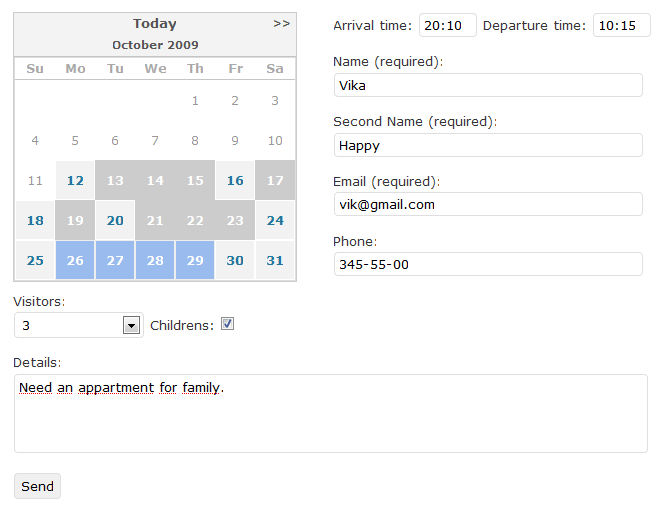 Today >>
October 2009
Su Mo Tu We Th Fr Sa
1 2 3
4 5 6 7 8 9 10
11 12 13 14 15 16 17
18 19 20 21 22 23 24
25 26 27 28 29 30 31
Visitors:
3 Childrens:
Arrival time: 20:10 Departure time: 10:15
Name (required):
Vika
Second Name (required):
Happy
Email (required):
vik@gmail.com
Phone:
345-55-00
Details:
Need an appartment for family.
Send